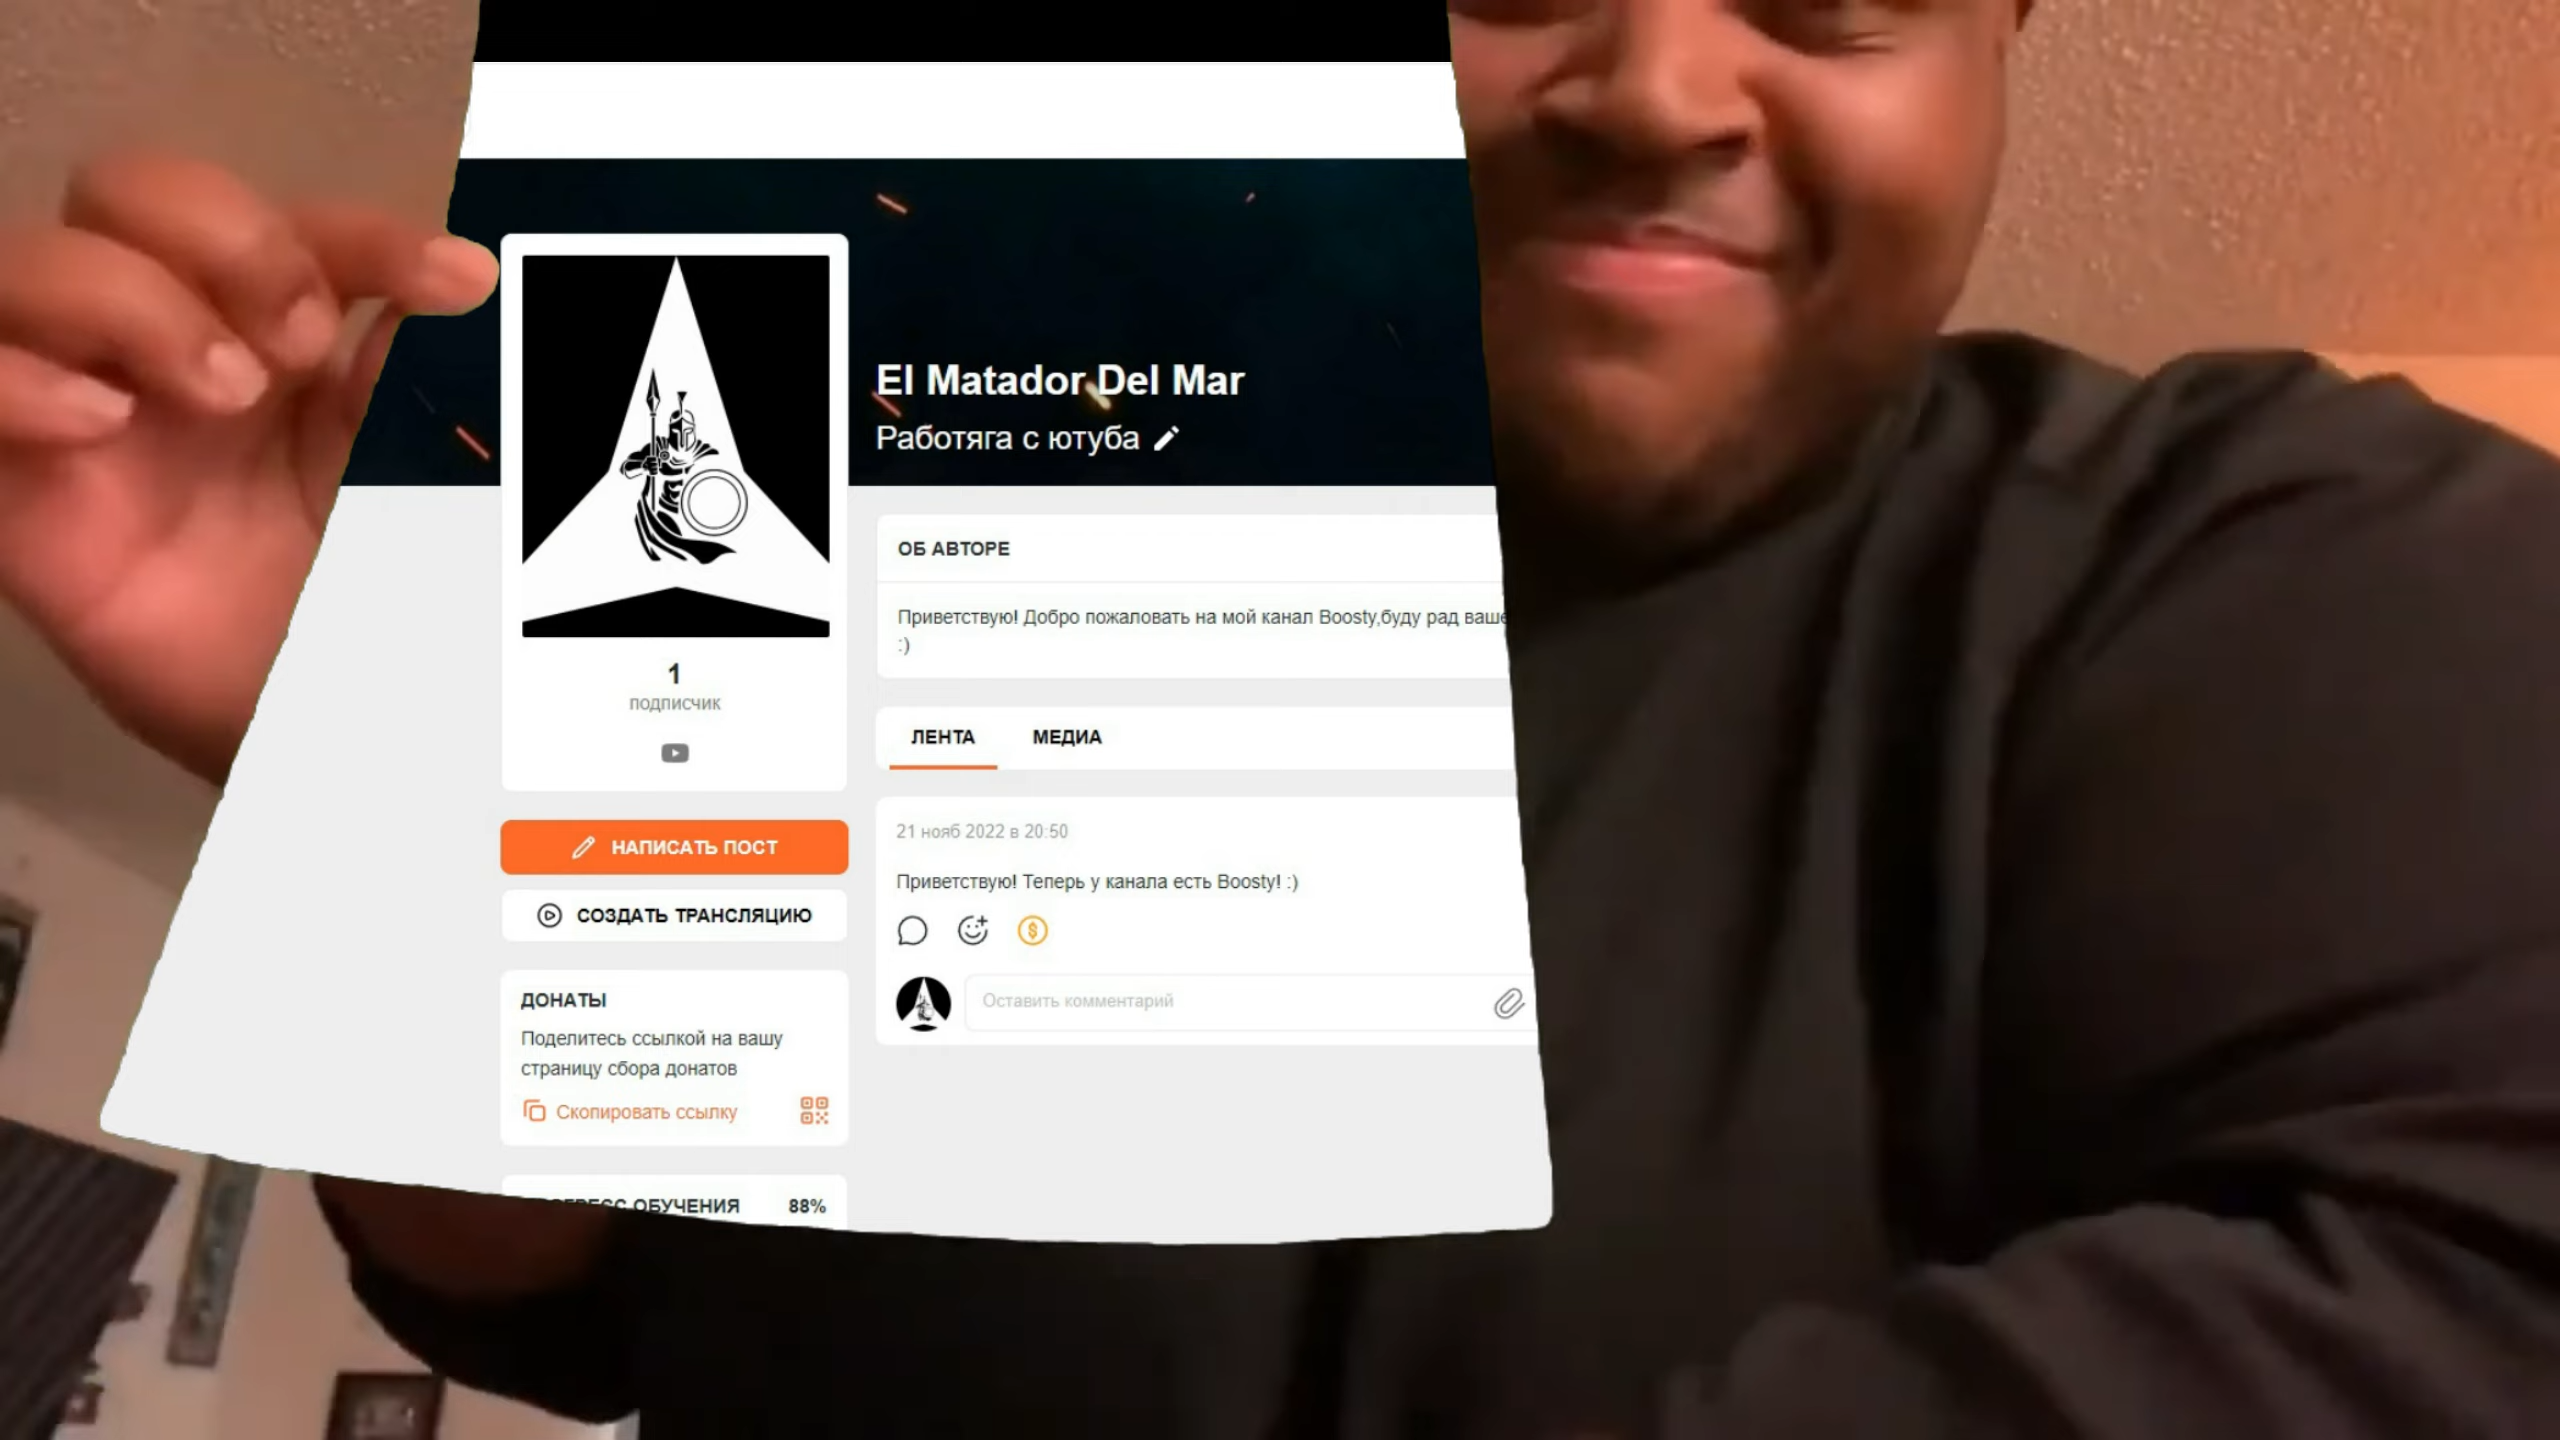 El Matador Del Mar
Работяга с ютуба
1
подписчик
НАПИСАТЬ ПОСТ
СОЗДАТЬ ТРАНСЛЯЦИЮ
ДОНАТЫ
Поделитесь ссылкой на вашу
страницу сбора донатов
Скопировать ссылку
ОБУЧЕНИЯ 88%
ОБ АВТОРЕ
Приветствую! Добро пожаловать на мой канал Boosty,буду рад
:)
ЛЕНТА МЕДИА
21 нояб 2022 в 20:50
Приветствую! Теперь у канала есть Boosty! :)
Оставить комментарий